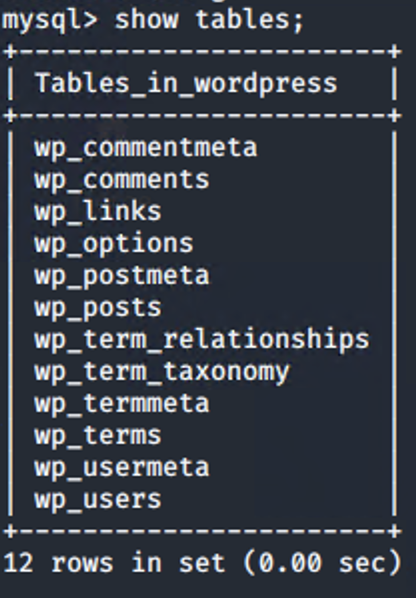 mysql> show tables;
+-----------------------+
| Tables_in_wordpress   |
+-----------------------+
| wp_commentmeta        |
| wp_comments           |
| wp_links              |
| wp_options            |
| wp_postmeta           |
| wp_posts              |
| wp_term_relationships |
| wp_term_taxonomy      |
| wp_termmeta           |
| wp_terms              |
| wp_usermeta           |
| wp_users              |
+-----------------------+
12 rows in set (0.00 sec)